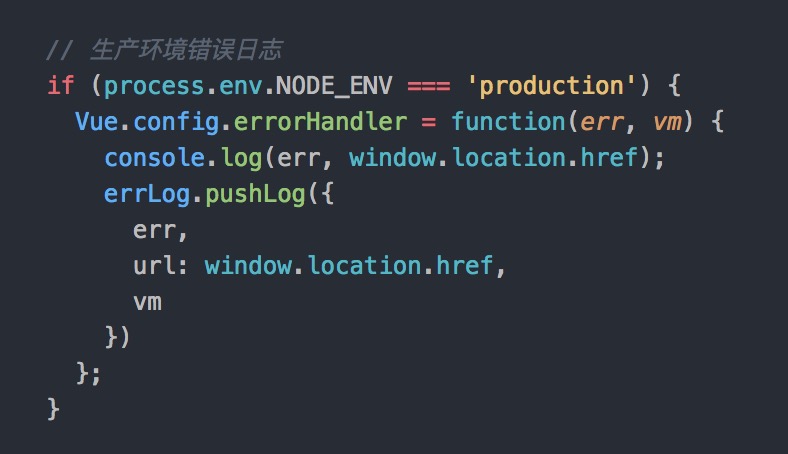 // 生产环境错误日志
if (process.env.NODE_ENV === 'production') {
  Vue.config.errorHandler = function(err, vm) {
    console.log(err, window.location.href);
    errLog.pushLog({
      err,
      url: window.location.href,
      vm
    })
  };
}